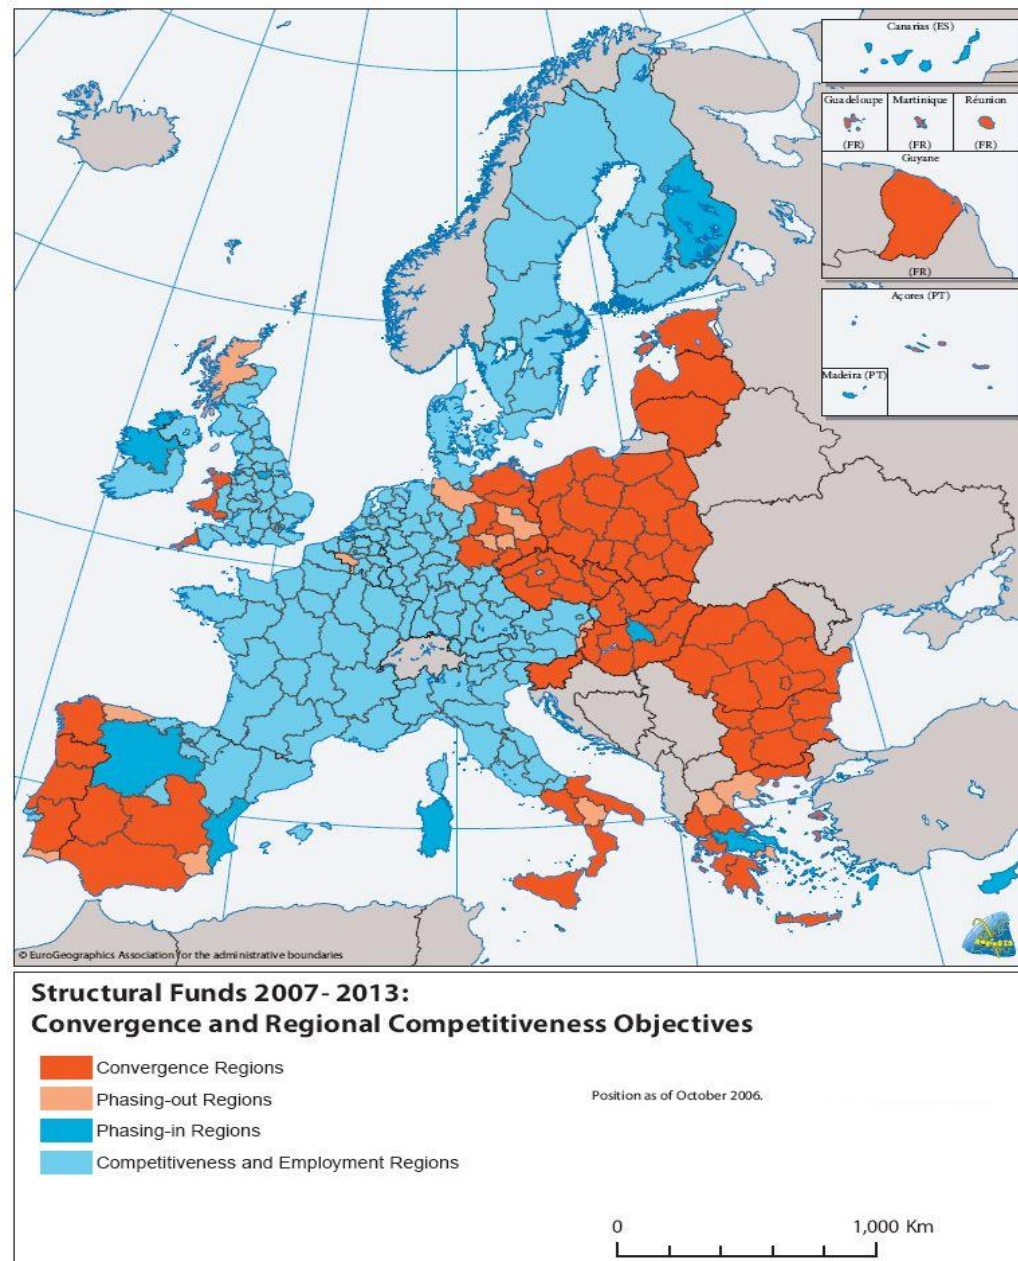 Canarias (ES)
Guadeloupe
Martinique
Réunion
(FR)
(FR)
(FR)
Guyane
(FR)
Açores (PT)
Madeira (PT)
© EuroGeographics Association for the administrative boundaries
Structural Funds 2007- 2013:
Convergence and Regional Competitiveness Objectives
Convergence Regions
Phasing-out Regions
Position as of October 2006.
Phasing-in Regions
Competitiveness and Employment Regions
0
1,000 Km